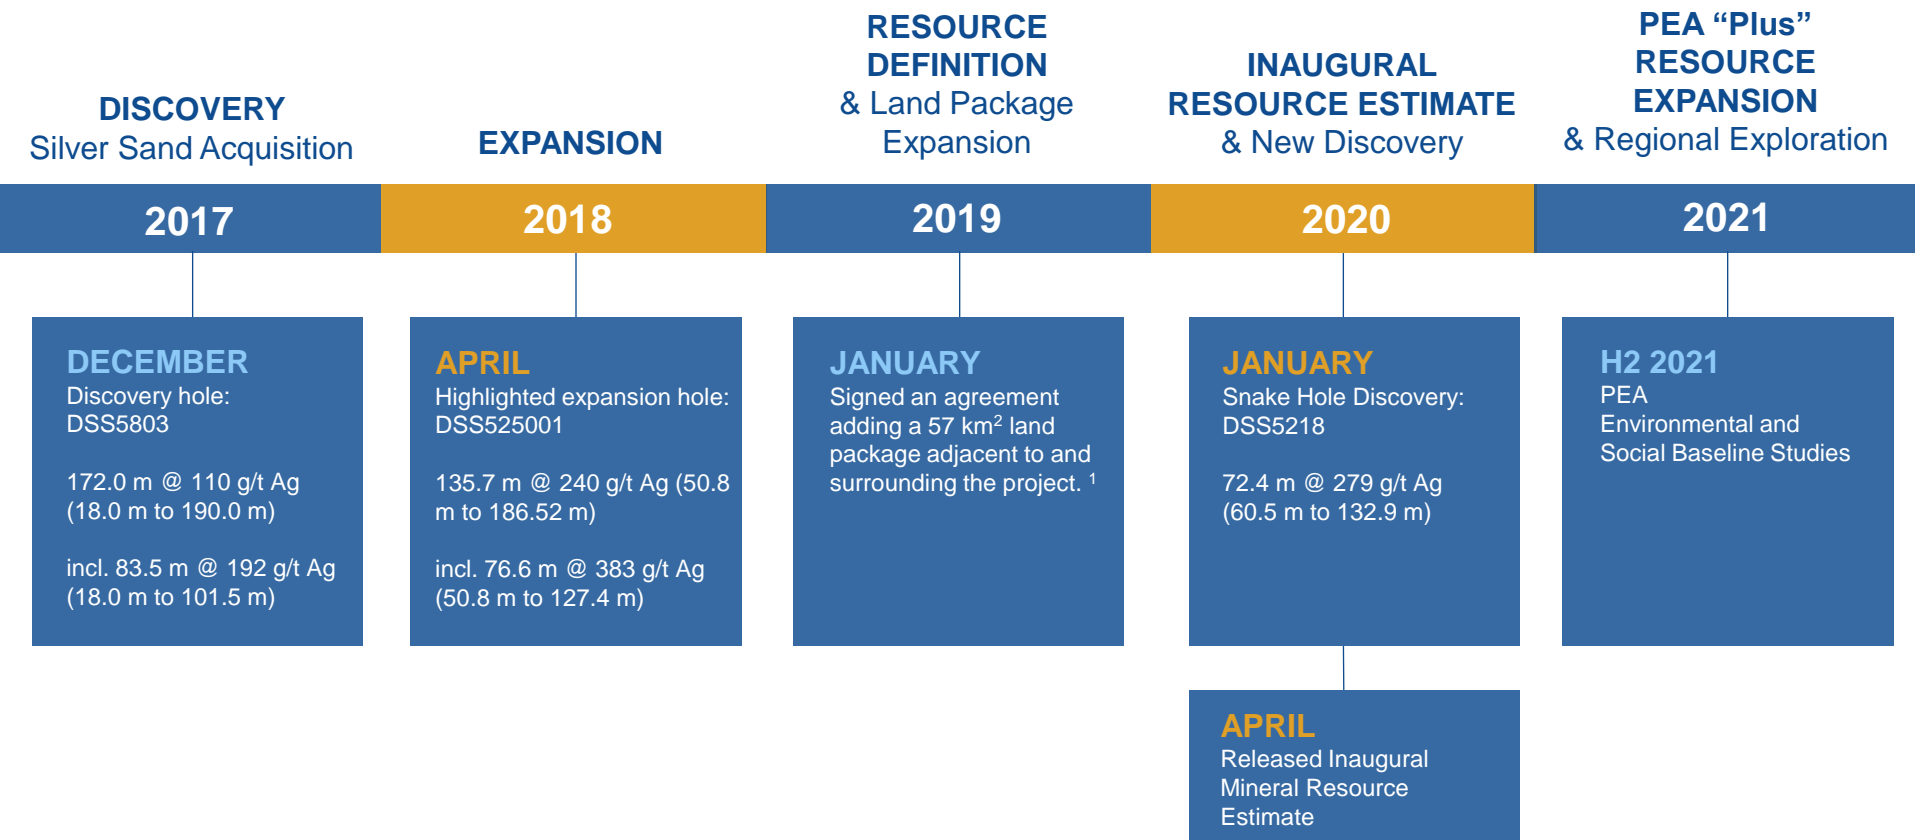 DISCOVERY
Silver Sand Acquisition
EXPANSION
RESOURCE
DEFINITION
& Land Package
Expansion
INAUGURAL
RESOURCE ESTIMATE
& New Discovery
PEA “Plus”
RESOURCE
EXPANSION
& Regional Exploration
2017
2018
2019
2020
2021
DECEMBER
Discovery hole:
DSS5803
172.0 m @ 110 g/t Ag
(18.0 m to 190.0 m)
incl. 83.5 m @ 192 g/t Ag
(18.0 m to 101.5 m)
APRIL
Highlighted expansion hole:
DSS525001
135.7 m @ 240 g/t Ag (50.8
m to 186.52 m)
incl. 76.6 m @ 383 g/t Ag
(50.8 m to 127.4 m)
JANUARY
Signed an agreement
adding a 57 km² land
package adjacent to and
surrounding the project. ¹
JANUARY
Snake Hole Discovery:
DSS5218
72.4 m @ 279 g/t Ag
(60.5 m to 132.9 m)
APRIL
Released Inaugural
Mineral Resource
Estimate
H2 2021
PEA
Environmental and
Social Baseline Studies